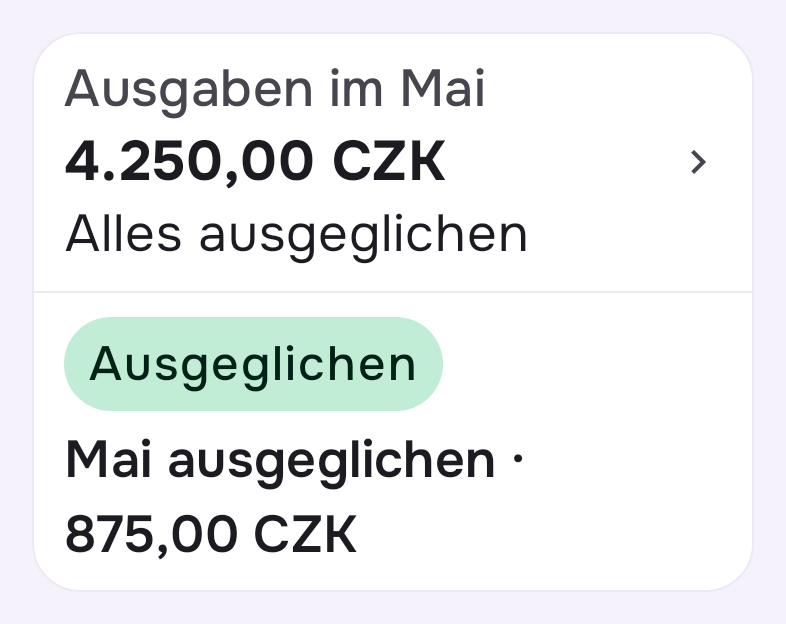 Ausgaben im Mai
4.250,00 CZK
Alles ausgeglichen
Ausgeglichen
Mai ausgeglichen ·
875,00 CZK